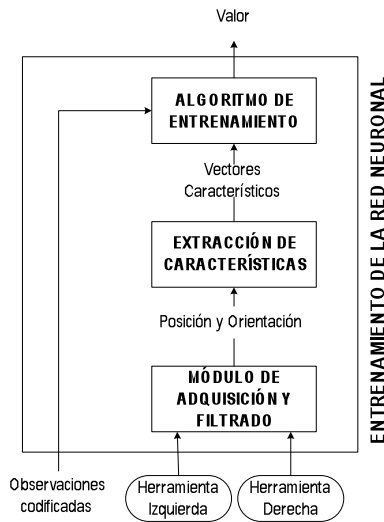 Valor
ALGORITMO DE
ENTRENAMIENTO
Vectores
Característicos
EXTRACCIÓN DE
CARACTERÍSTICAS
Posición y Orientación
MÓDULO DE
ADQUISICIÓN Y
FILTRADO
Observaciones
codificadas
Herramienta
Izquierda
Herramienta
Derecha
ENTRENAMIENTO DE LA RED NEURONAL